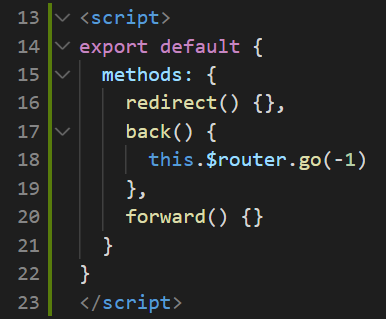 13 <script>
14 export default {
15   methods: {
16     redirect() {},
17     back() {
18       this.$router.go(-1)
19     },
20     forward() {}
21   }
22 }
23 </script>